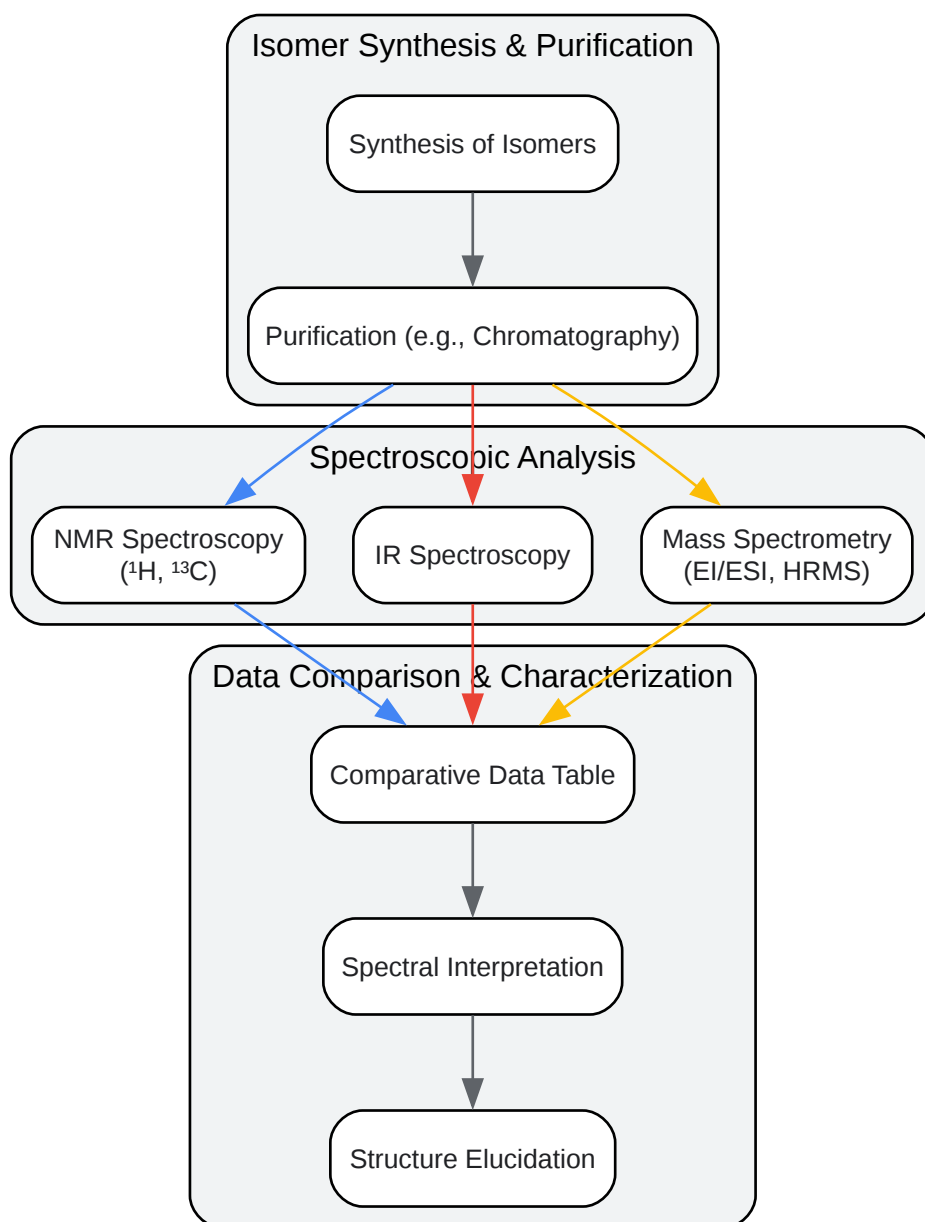 Isomer Synthesis & Purification
Synthesis of Isomers
Purification (e.g., Chromatography)
Spectroscopic Analysis
NMR Spectroscopy
(¹H, ¹³C)
IR Spectroscopy
Mass Spectrometry
(EI/ESI, HRMS)
Data Comparison & Characterization
Comparative Data Table
Spectral Interpretation
Structure Elucidation